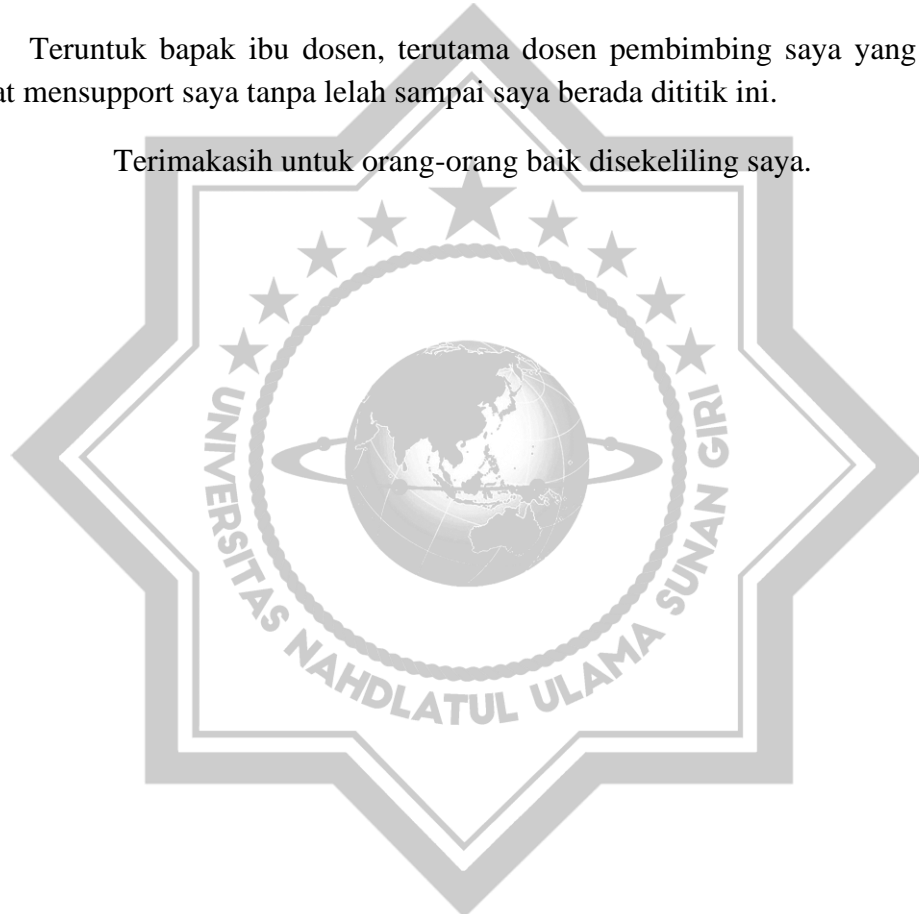 Teruntuk bapak ibu dosen, terutama dosen pembimbing saya yang
at mensupport saya tanpa lelah sampai saya berada dititik ini.
Terimakasih untuk orang-orang baik disekeliling saya.
UNIVERSITAS NAHDLATUL ULAMA SUNAN GIRI